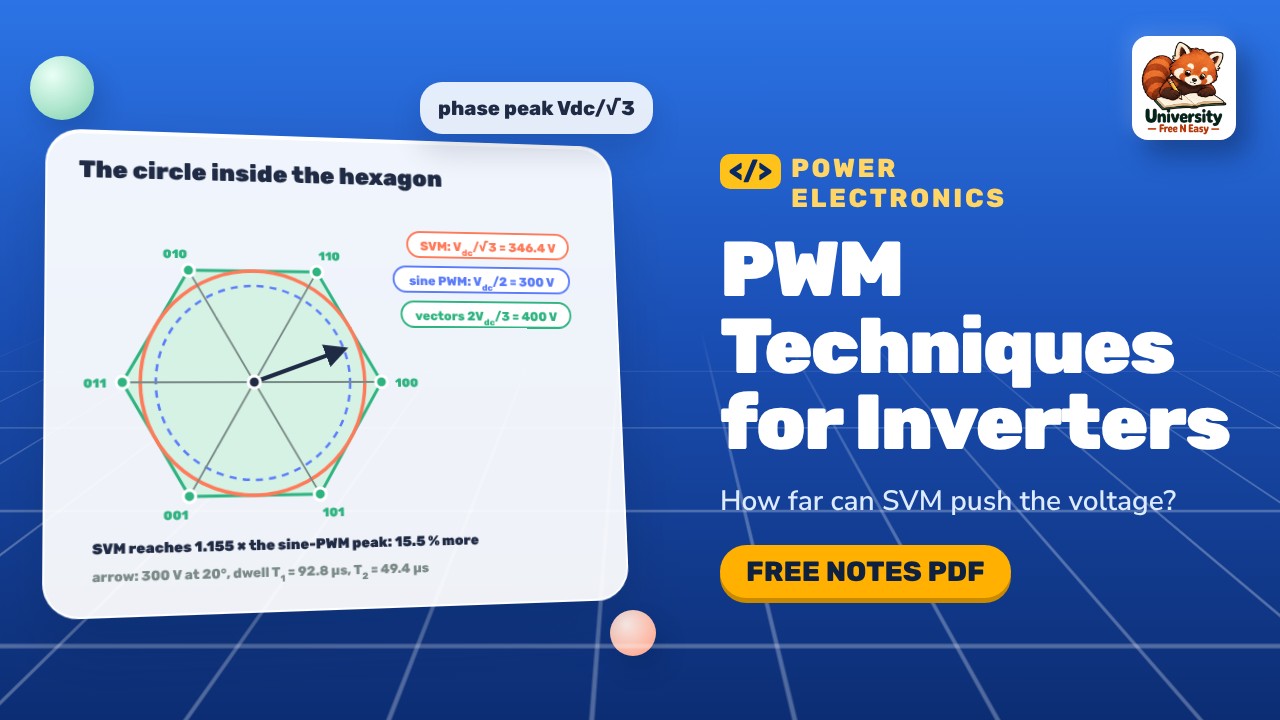 phase peak Vdc/√3
The circle inside the hexagon
SVM: Vdc/√3 = 346.4 V
sine PWM: Vdc/2 = 300 V
vectors 2Vdc/3 = 400 V
010
110
011
100
001
101
SVM reaches 1.155 × the sine-PWM peak: 15.5 % more
arrow: 300 V at 20°, dwell T1 = 92.8 µs, T2 = 49.4 µs
University
Free N Easy
</> POWER
ELECTRONICS
PWM
Techniques
for Inverters
How far can SVM push the voltage?
FREE NOTES PDF